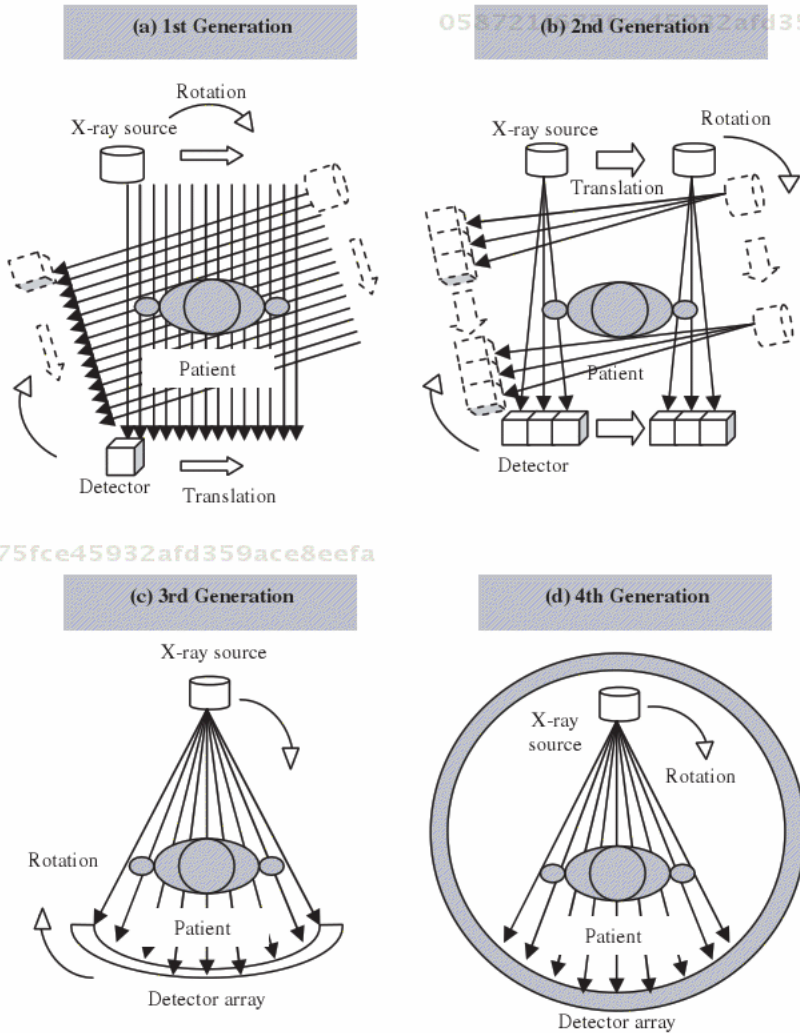 (a) 1st Generation
Rotation
X-ray source
Patient
Detector
Translation
(b) 2nd Generation
Rotation
X-ray source
Translation
Patient
Detector
75fce45932afd359ace8eefa
(c) 3rd Generation
X-ray source
Rotation
Patient
Detector array
(d) 4th Generation
X-ray
source
Rotation
Patient
Detector array